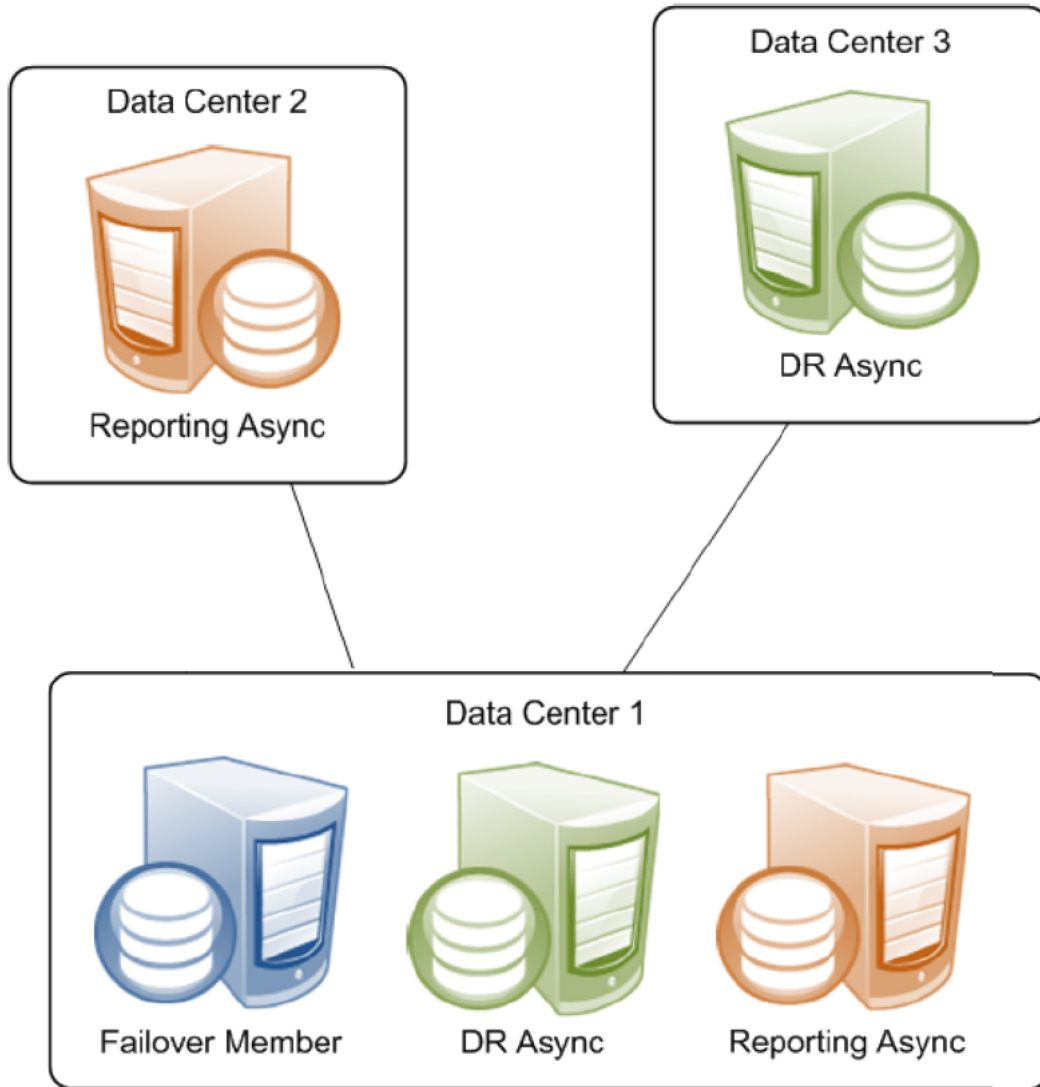 Data Center 2
Reporting Async
Data Center 3
DR Async
Data Center 1
Failover Member
DR Async
Reporting Async